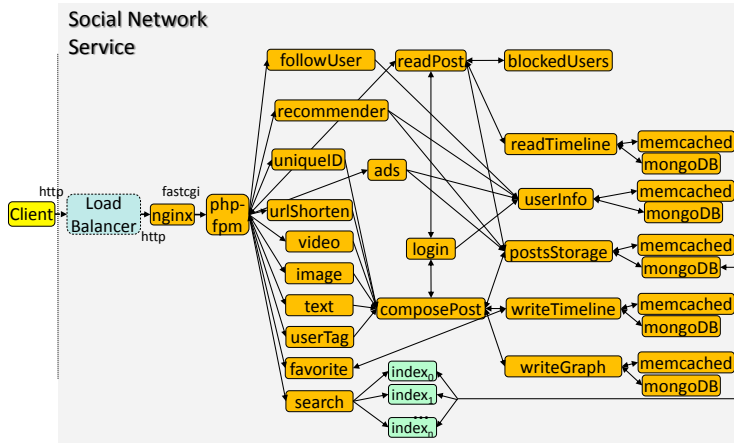 Social Network
Service
followUser
readPost
blockedUsers
recommender
readTimeline
memcached
mongoDB
uniqueID
ads
http
fastcgi
Client
Load
Balancer
nginx
http
php-
fpm
urlShorten
userInfo
memcached
mongoDB
video
login
postsStorage
memcached
mongoDB
image
text
composePost
writeTimeline
memcached
mongoDB
userTag
favorite
writeGraph
memcached
mongoDB
search
index0
index1
...
indexn